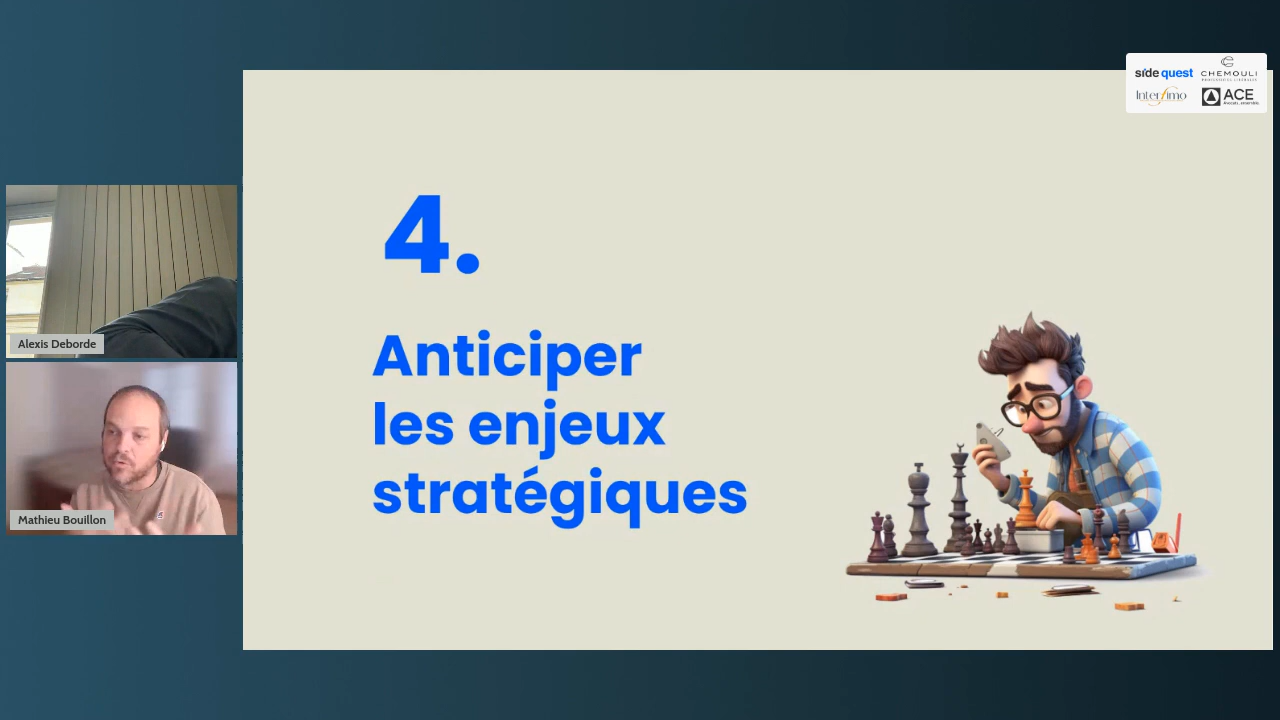 side quest
CHEMOULI
Interfimo
ACE
4.
Anticiper
les enjeux
stratégiques
Alexis Deborde
Mathieu Bouillon